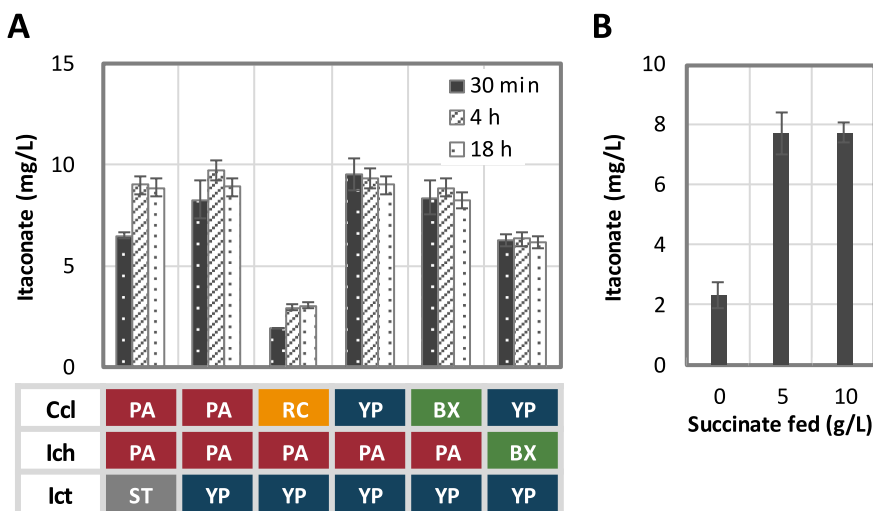 A
Itaconate (mg/L)
15
10
5
0
30 min
4 h
18 h
Ccl PA PA RC YP BX YP
Ich PA PA PA PA PA BX
Ict ST YP YP YP YP YP
B
Itaconate (mg/L)
10
8
6
4
2
0
0 5 10
Succinate fed (g/L)